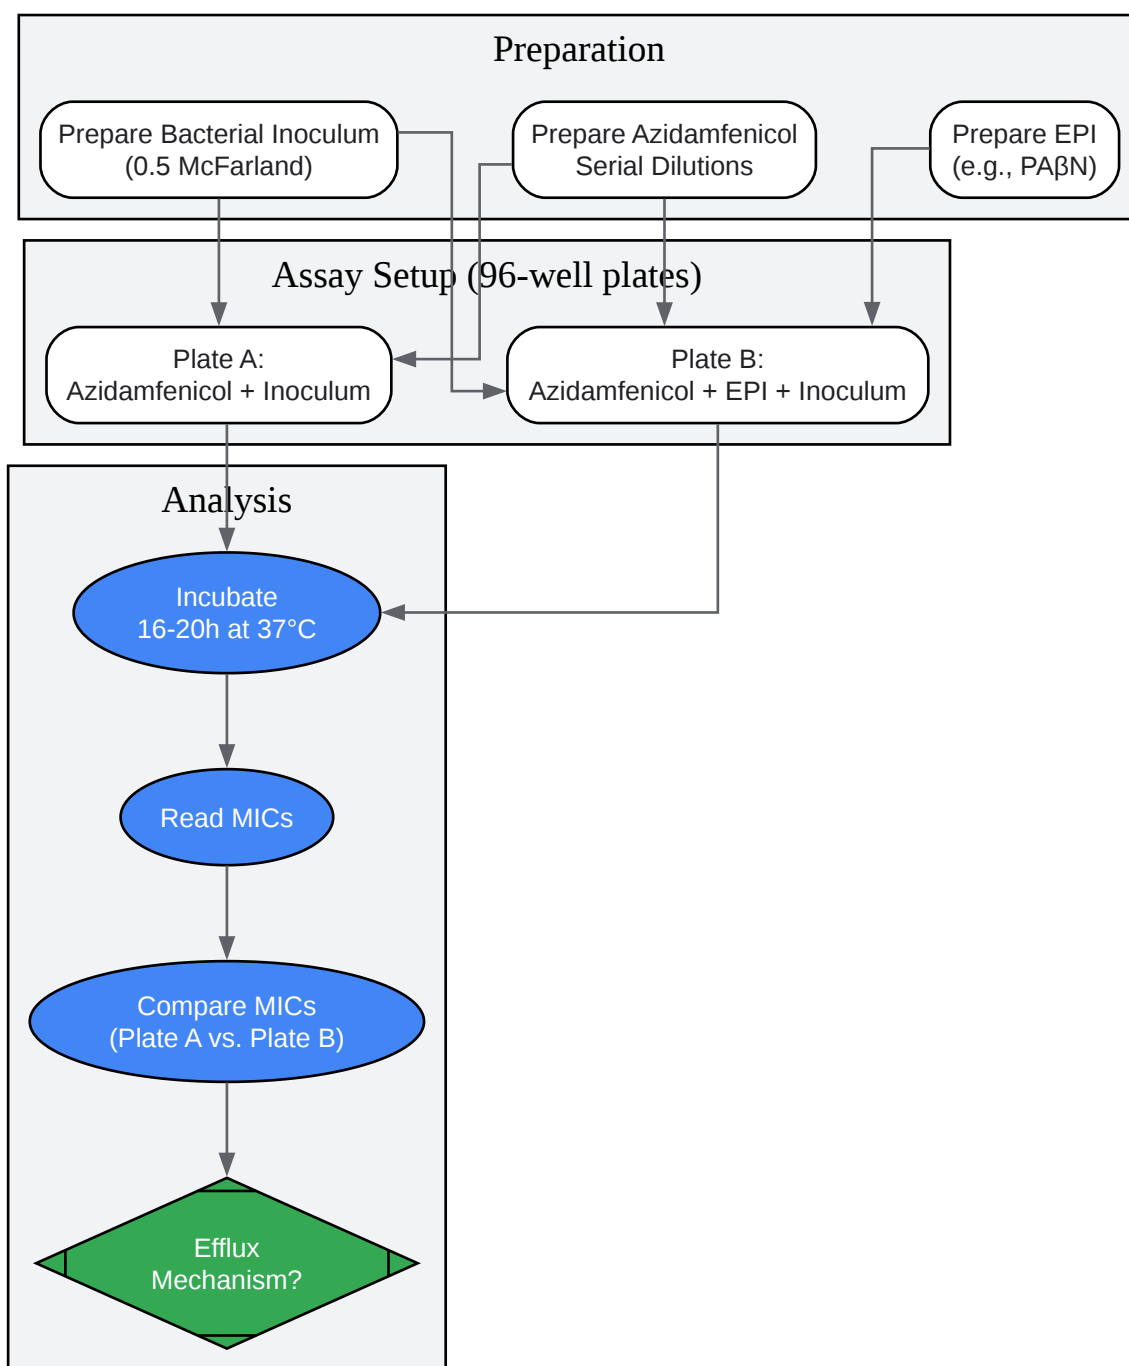 Preparation
Prepare Bacterial Inoculum
(0.5 McFarland)
Prepare Azidamfenicol
Serial Dilutions
Prepare EPI
(e.g., PAβN)
Assay Setup (96-well plates)
Plate A:
Azidamfenicol + Inoculum
Plate B:
Azidamfenicol + EPI + Inoculum
Analysis
Incubate
16-20h at 37°C
Read MICs
Compare MICs
(Plate A vs. Plate B)
Efflux
Mechanism?